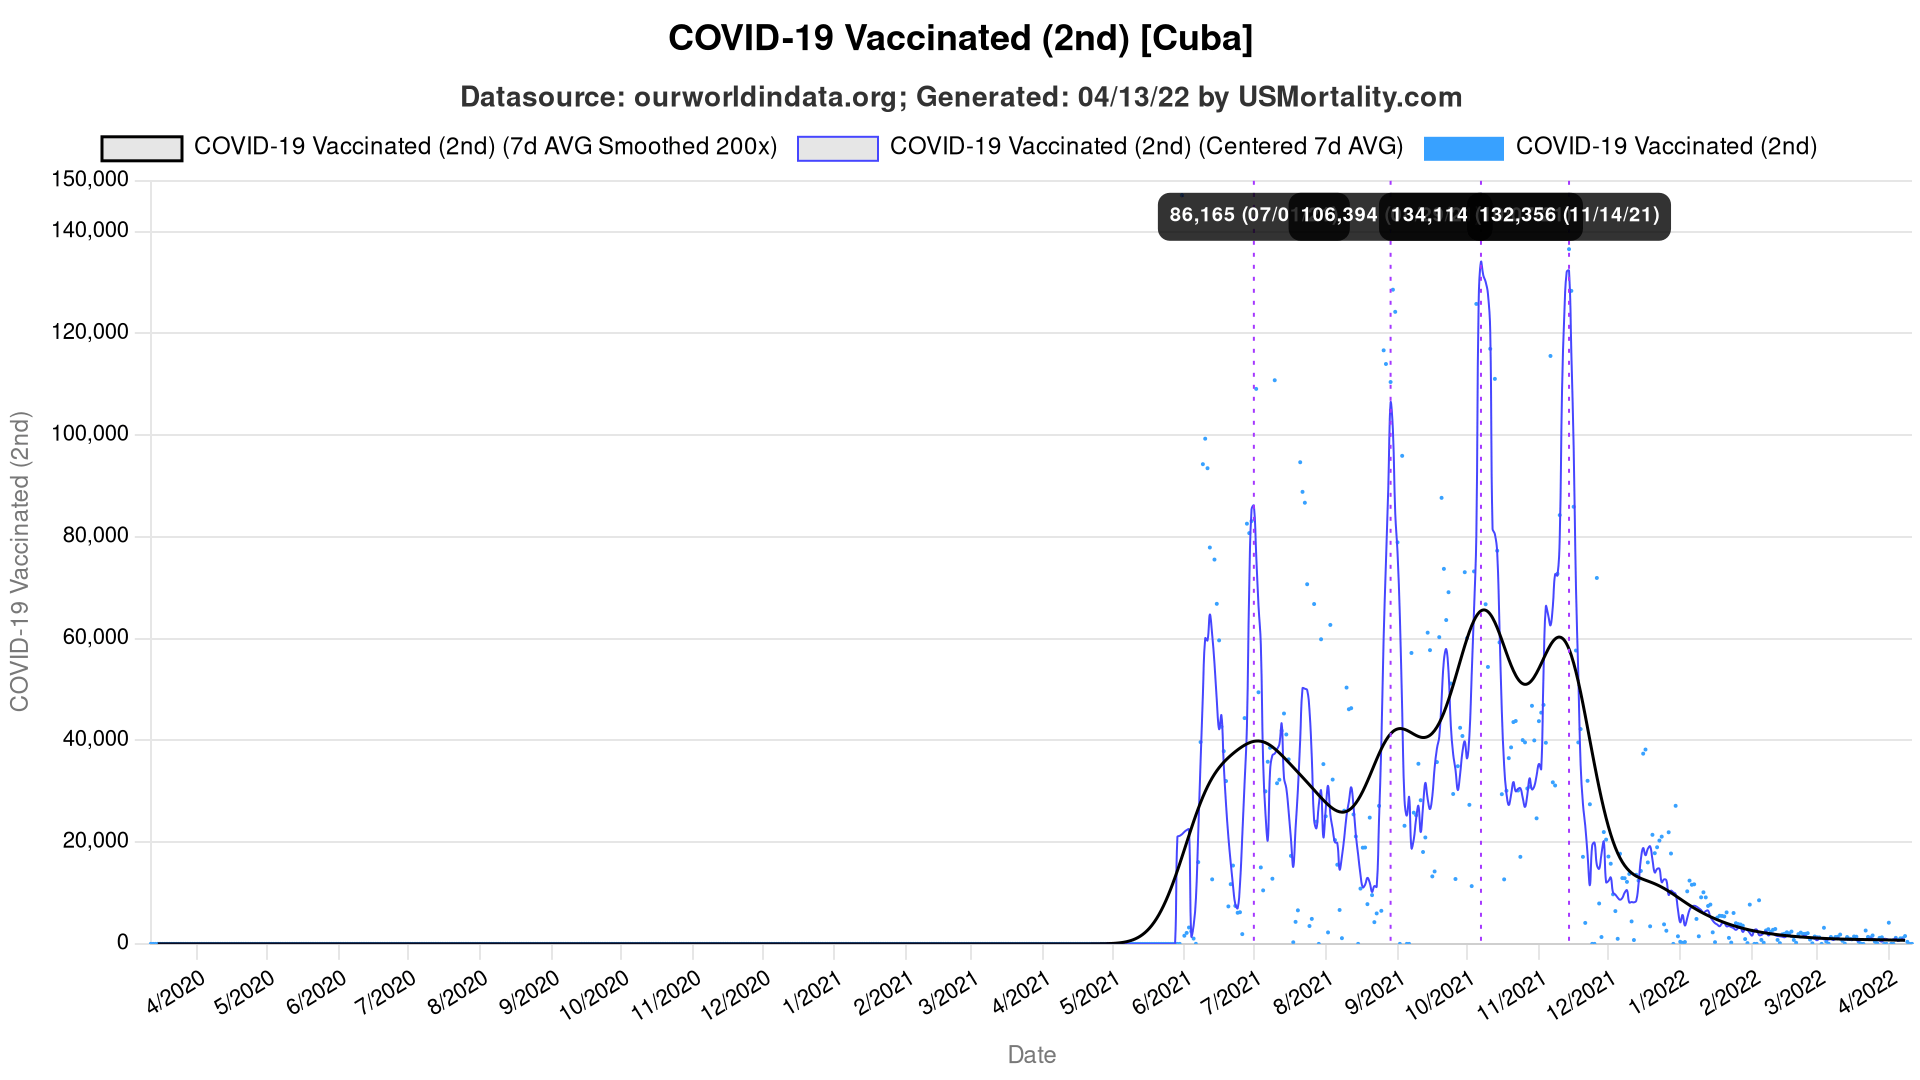 COVID-19 Vaccinated (2nd) [Cuba]
Datasource: ourworldindata.org; Generated: 04/13/22 by USMortality.com
COVID-19 Vaccinated (2nd) (7d AVG Smoothed 200x) COVID-19 Vaccinated (2nd) (Centered 7d AVG) COVID-19 Vaccinated (2nd)
150,000
86,165 (07/0 106,394 134,114 132,356 (11/14/21)
140,000
120,000
100,000
80,000
60,000
40,000
20,000
0
COVID-19 Vaccinated (2nd)
4/2020 5/2020 6/2020 7/2020 8/2020 9/2020 10/2020 11/2020 12/2020 1/2021 2/2021 3/2021 4/2021 5/2021 6/2021 7/2021 8/2021 9/2021 10/2021 11/2021 12/2021 1/2022 2/2022 3/2022 4/2022
Date